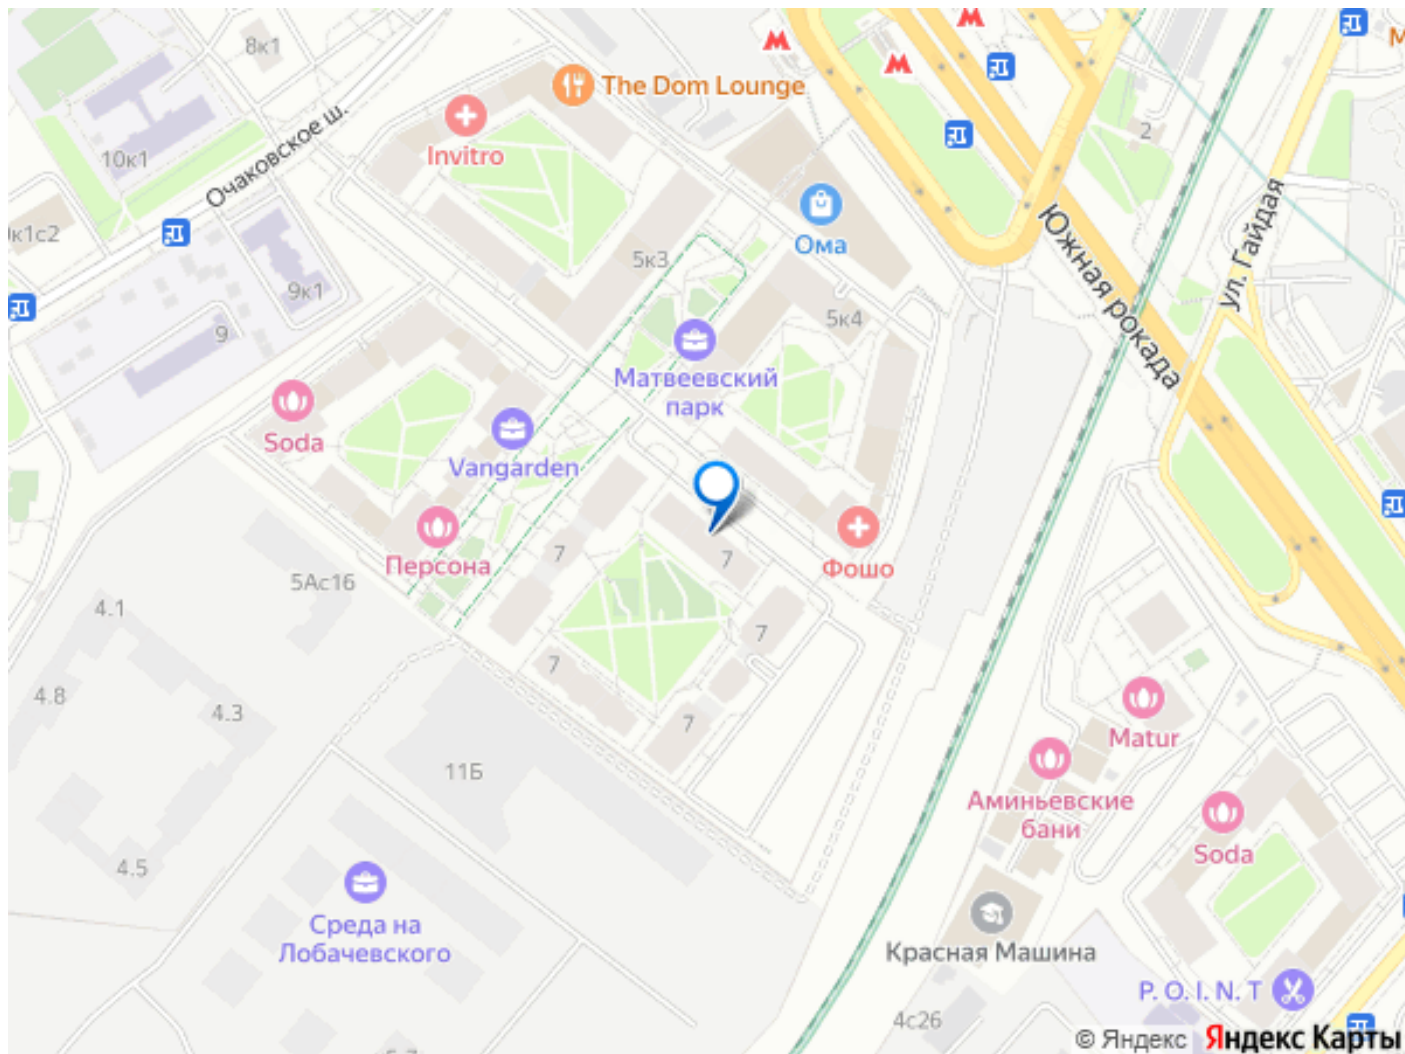 8к1
The Dom Lounge
Invitro
10к1
Очаковское ш.
2
ул. Гайдая
Южная рокада
Ома
5к3
9к1
9
5к4
Матвеевский
парк
Soda
Vangarden
Персона
Фошо
7
7
7
7
7
5Ас16
4.1
4.8
4.3
4.5
11Б
Среда на
Лобачевского
Matur
Аминьевские
бани
Soda
Красная Машина
P. O. I. N. T
4с26
© Яндекс Яндекс Карты